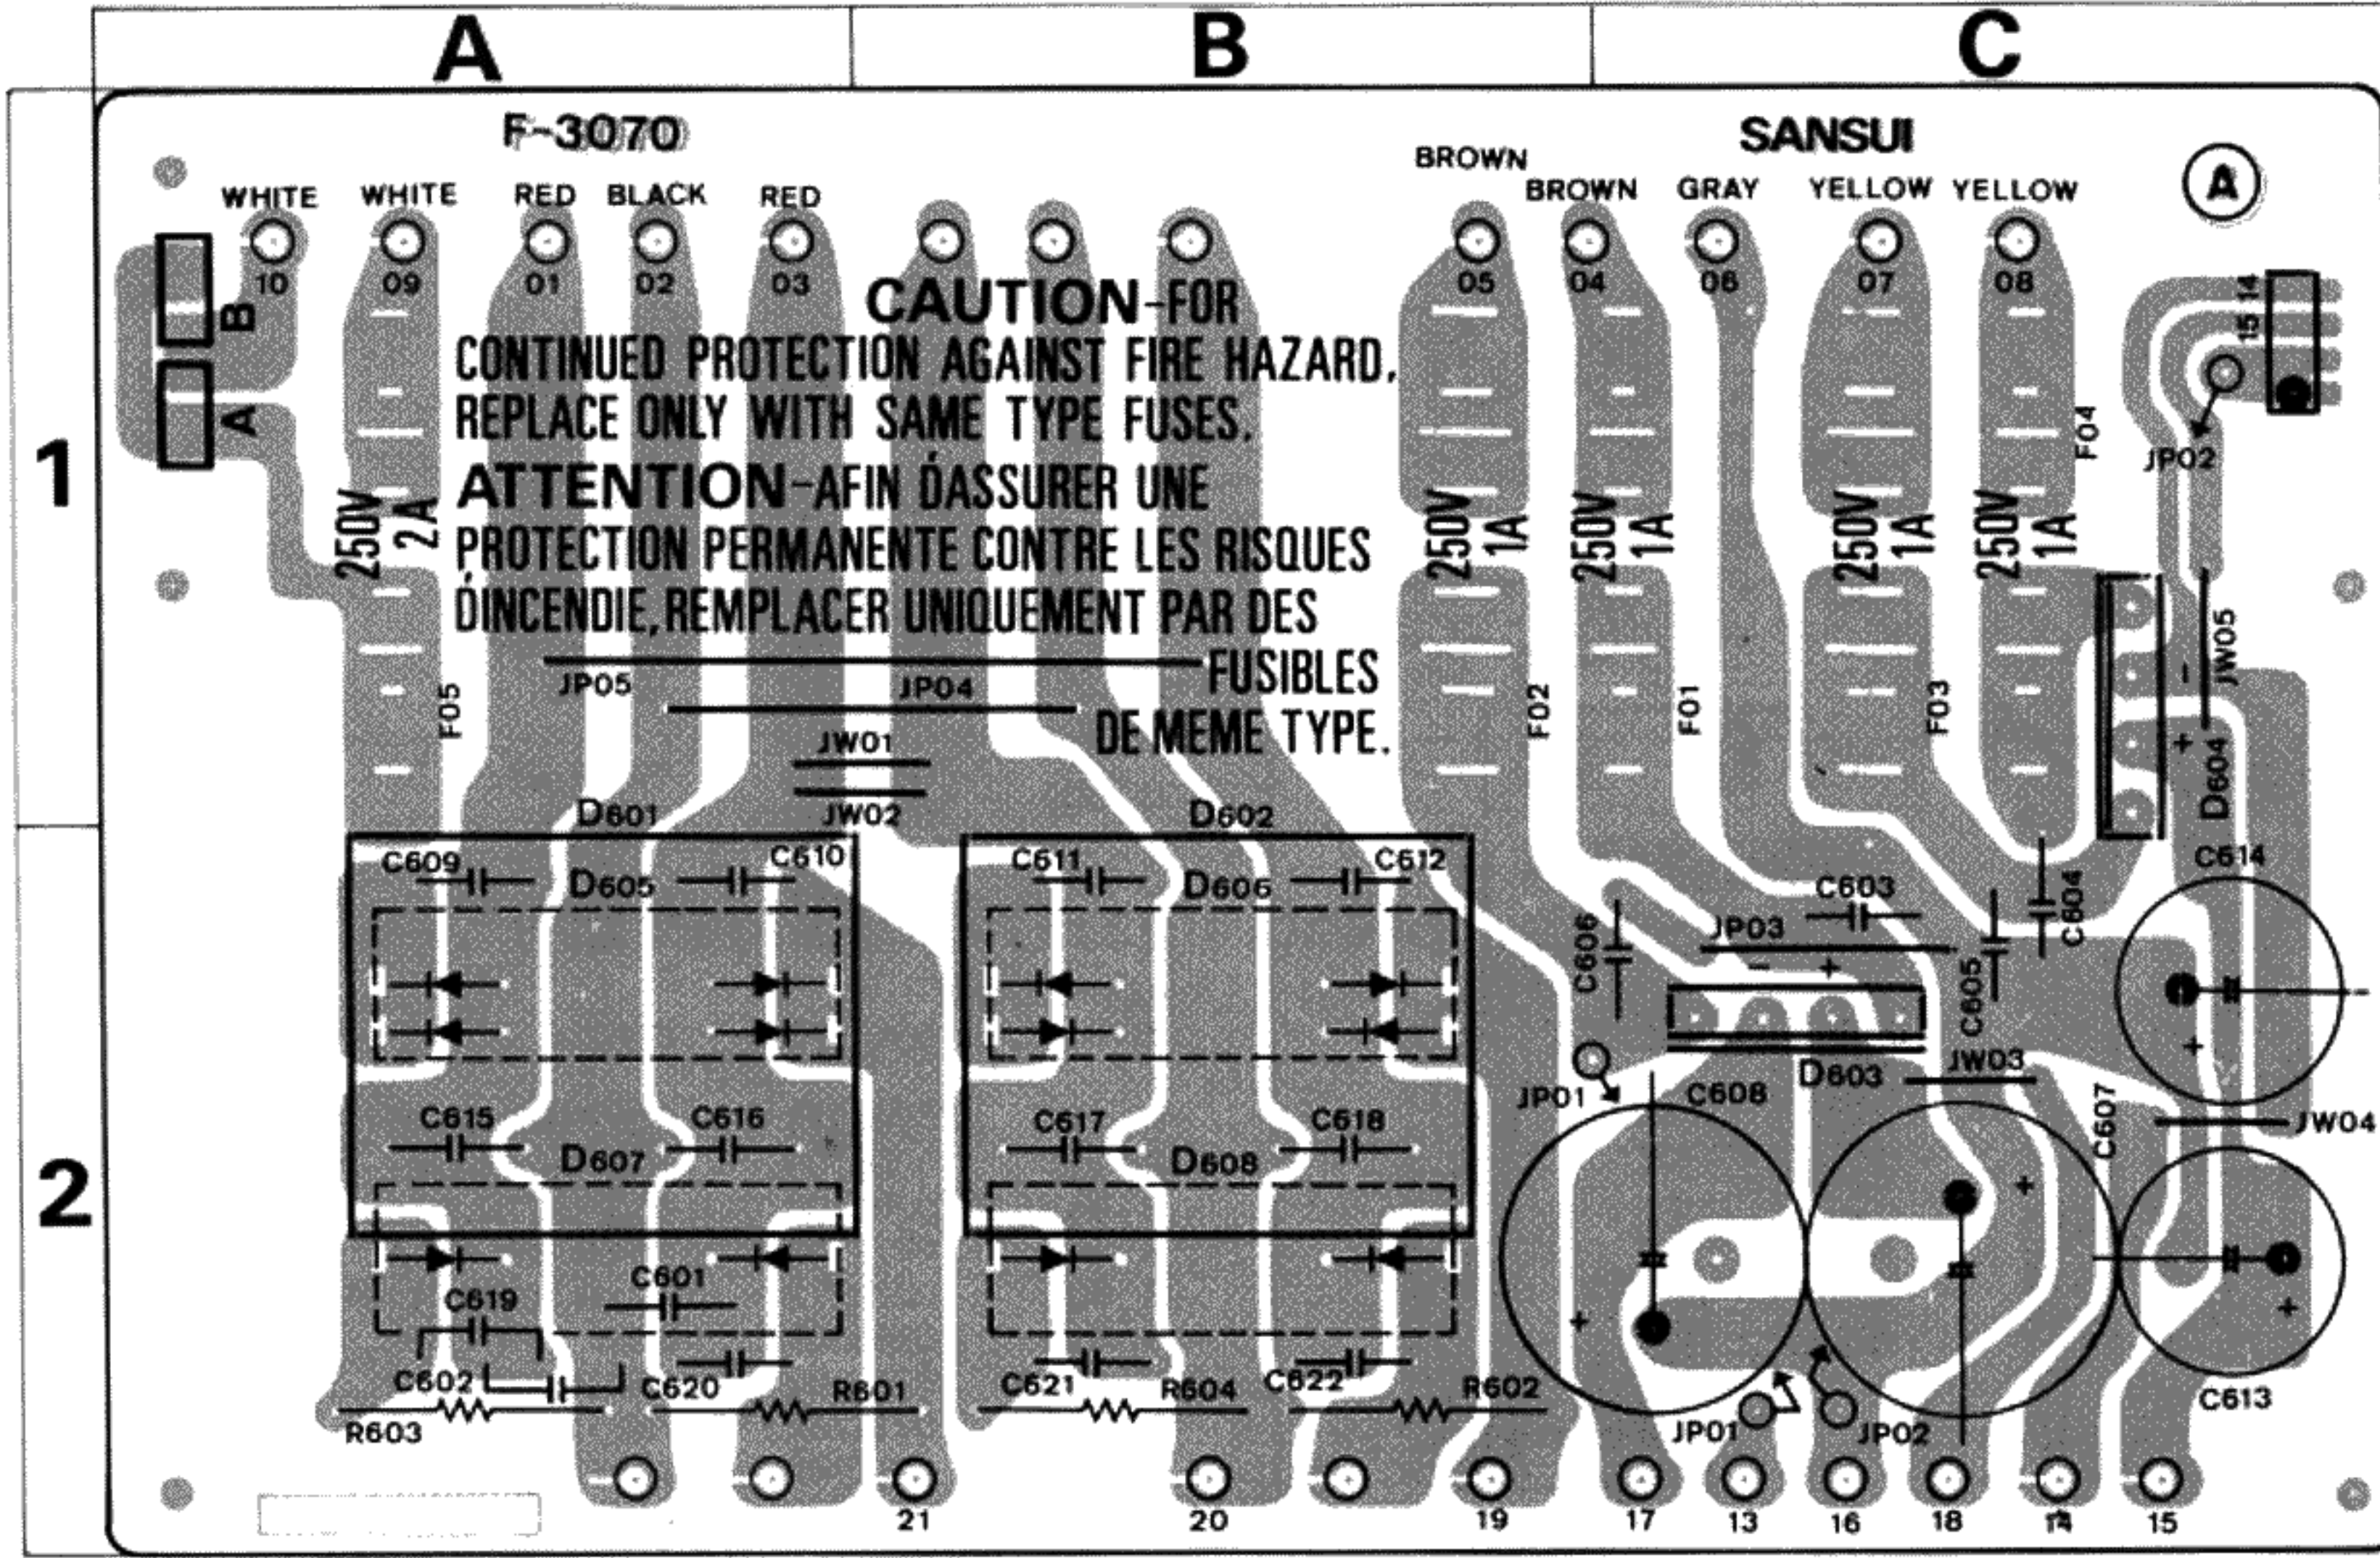 A B C
F-3070 SANSUI
A
BROWN
WHITE WHITE RED BLACK RED BROWN GRAY YELLOW YELLOW
10 09 01 02 03 05 04 06 07 08
B
A
14
15
JP02
1
CAUTION-FOR
CONTINUED PROTECTION AGAINST FIRE HAZARD,
REPLACE ONLY WITH SAME TYPE FUSES.
ATTENTION-AFIN D́ASSURER UNE
PROTECTION PERMANENTE CONTRE LES RISQUES
D́INCENDIE, REMPLACER UNIQUEMENT PAR DES
FUSIBLES
DE MEME TYPE.
250V 2A
250V 1A
250V 1A
250V 1A
250V 1A
F04
JP05 JP04
F05 F02 F01 F03
JW05
- +
D604
JW01
JW02
D601 D602
C609 D605 C610
C611 D606 C612
C603 C604 C614
C606 JP03 C605
- +
+
D603 JW03
JP01 C608 C607
JW04
2
C615 C616
D607
C617 C618
D608
+ + +
C601
C619
C602 C620 R601
R603
C621 R604 C622 R602
JP01 JP02
C613
21 20 19 17 13 16 18 14 15